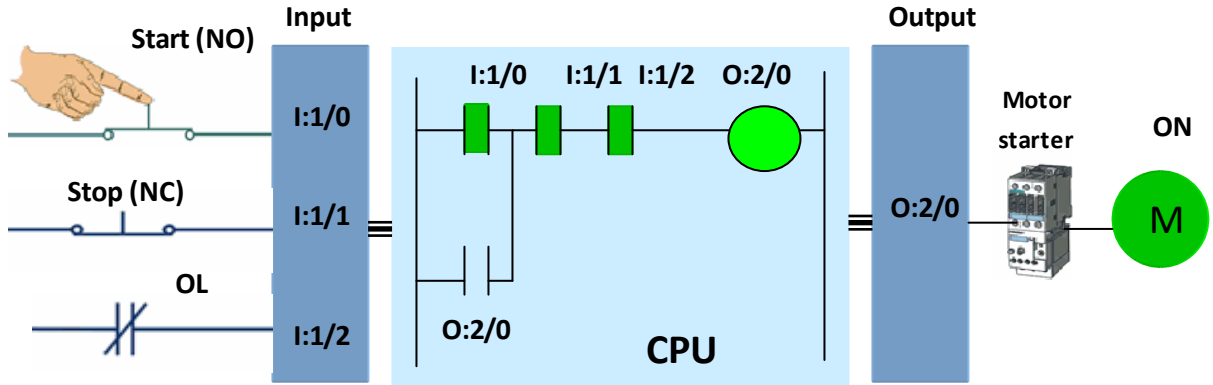 Input
Output
Start (NO)
I:1/0
I:1/1
I:1/2
O:2/0
I:1/0
Motor
starter
ON
Stop (NC)
I:1/1
O:2/0
M
OL
I:1/2
O:2/0
CPU